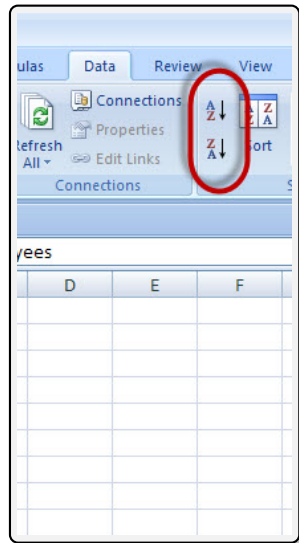 ulas Data Review View
Connections
Properties
Edit Links
Refresh
All
A
Z
Z
A
Sort
Connections
yees
D E F